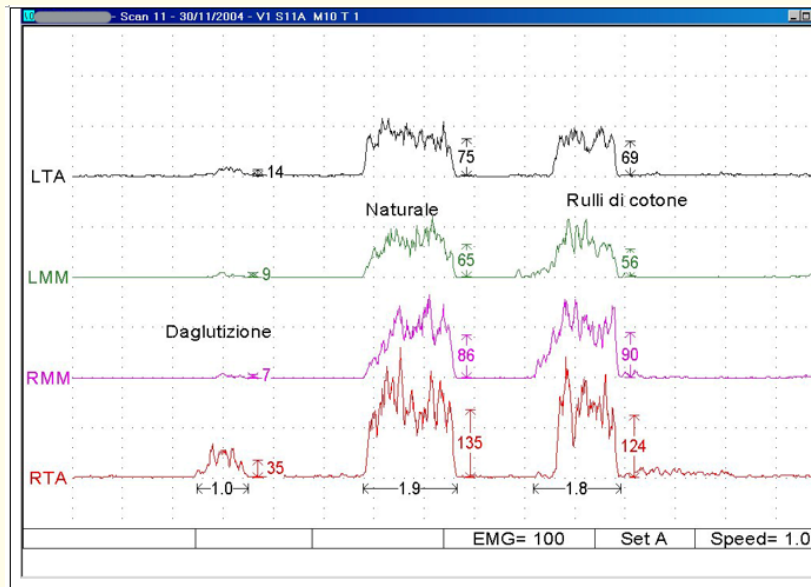 - Scan 11 - 30/11/2004 - V1 S11A M10 T 1
LTA
14
75
69
Naturale
Rulli di cotone
LMM
9
65
56
Daglutizione
RMM
7
86
90
RTA
35
135
124
1.0
1.9
1.8
EMG= 100
Set A
Speed= 1.0